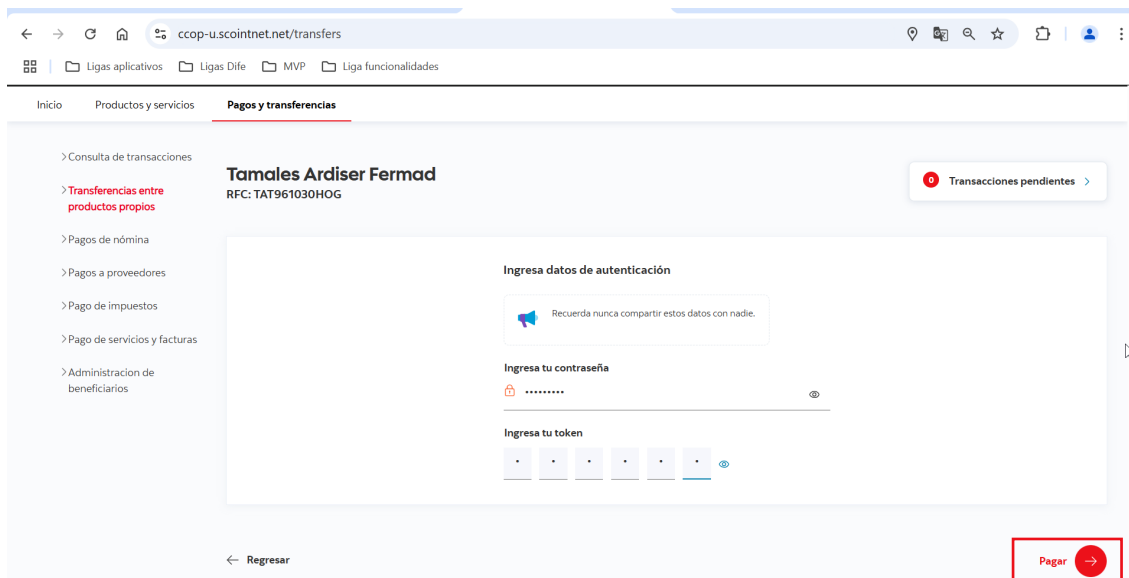 ccop-u.scointnet.net/transfers
Ligas aplicativos Ligas Dife MVP Liga funcionalidades
Inicio Productos y servicios Pagos y transferencias
Consulta de transacciones
Transferencias entre
productos propios
Pagos de nómina
Pagos a proveedores
Pago de impuestos
Pago de servicios y facturas
Administracion de
beneficiarios
Tamales Ardiser Fermad
RFC: TAT961030HOG
0 Transacciones pendientes
Ingresa datos de autenticación
Recuerda nunca compartir estos datos con nadie.
Ingresa tu contraseña
Ingresa tu token
Regresar
Pagar